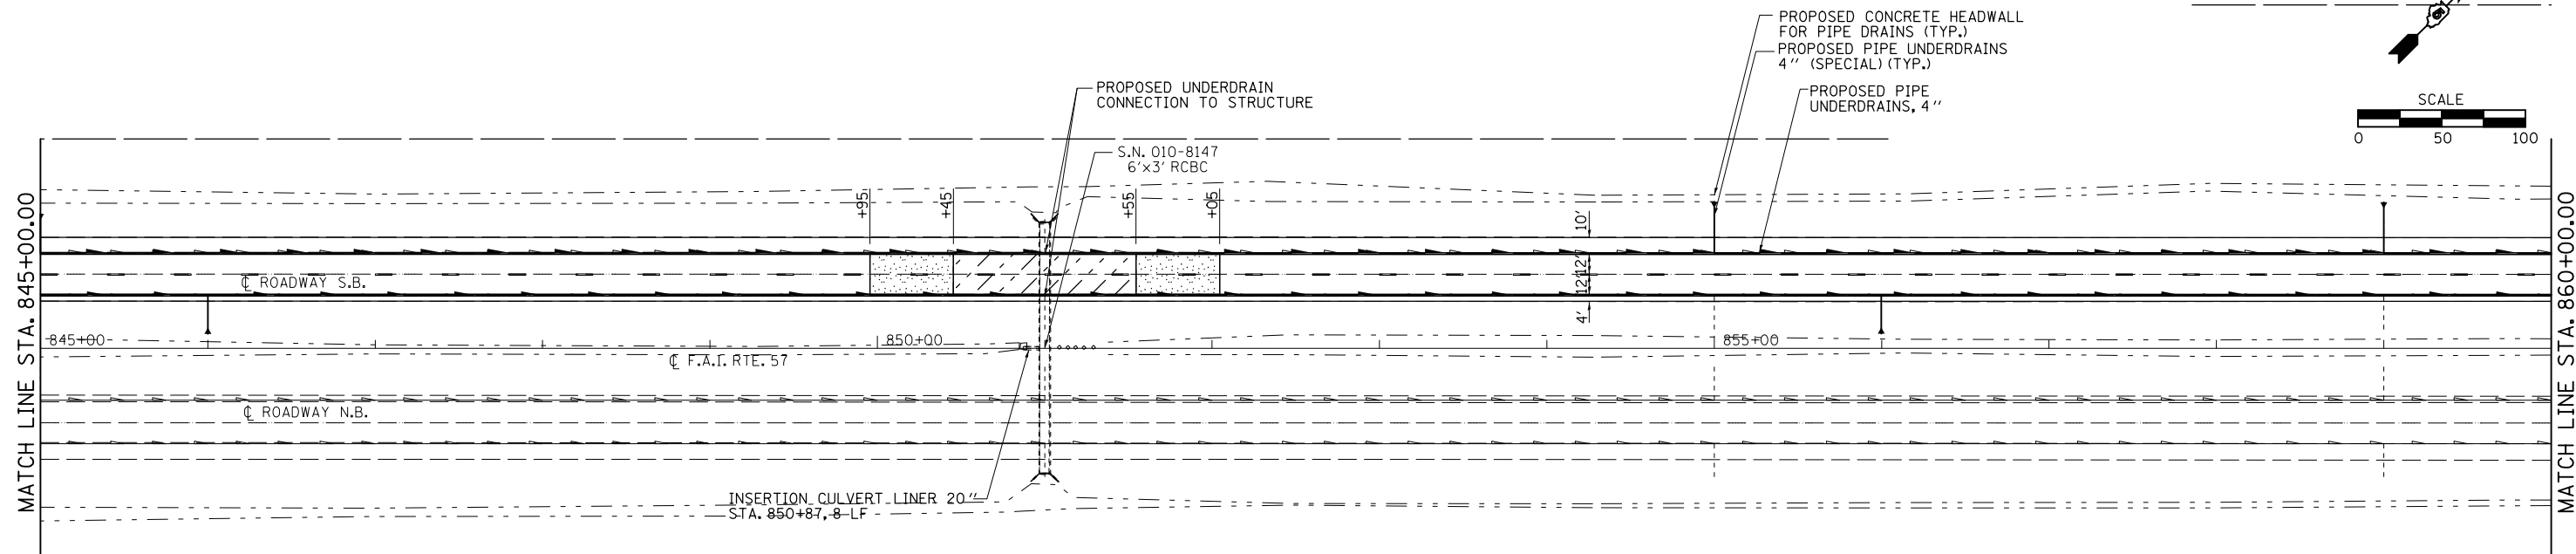 PROPOSED CONCRETE HEADWALL
FOR PIPE DRAINS (TYP.)
PROPOSED PIPE UNDERDRAINS
4" (SPECIAL) (TYP.)
PROPOSED UNDERDRAIN
CONNECTION TO STRUCTURE
PROPOSED PIPE
UNDERDRAINS, 4"
SCALE
0 50 100
S.N. 010-8147
6'x3' RCBC
+95
+45
+55
+05
10'
12'
12'
4'
℄ ROADWAY S.B.
845+00
850+00
855+00
℄ F.A.I. RTE. 57
℄ ROADWAY N.B.
INSERTION CULVERT LINER 20"
STA. 850+87, 8 LF
MATCH LINE STA. 845+00.00
MATCH LINE STA. 860+00.00